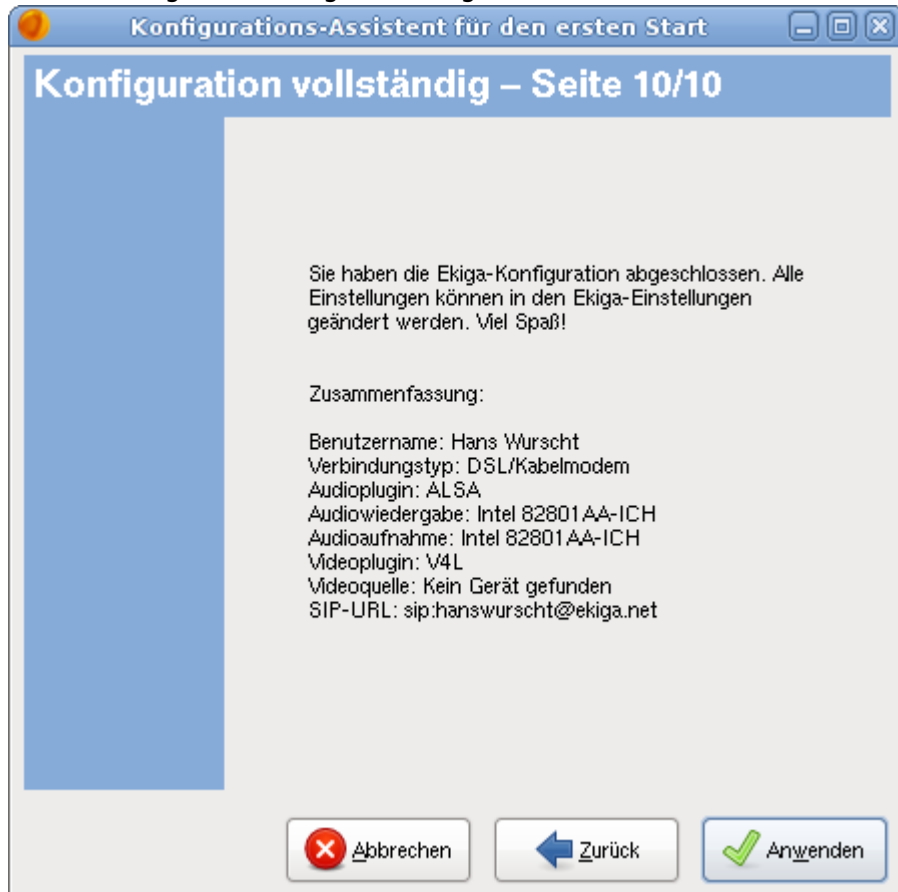 Konfigurations-Assistent für den ersten Start
Konfiguration vollständig – Seite 10/10
Sie haben die Ekiga-Konfiguration abgeschlossen. Alle
Einstellungen können in den Ekiga-Einstellungen
geändert werden. Viel Spaß!
Zusammenfassung:
Benutzername: Hans Wurscht
Verbindungstyp: DSL/Kabelmodem
Audioplugin: ALSA
Audiowiedergabe: Intel 82801AA-ICH
Audioaufnahme: Intel 82801AA-ICH
Videoplugin: V4L
Videoquelle: Kein Gerät gefunden
SIP-URL: sip:hanswurscht@ekiga.net
Abbrechen
Zurück
Anwenden